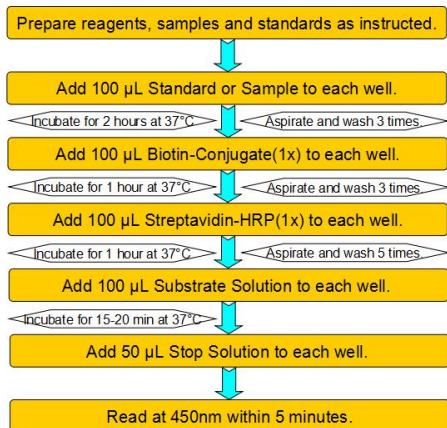 Prepare reagents, samples and standards as instructed.
Add 100 µL Standard or Sample to each well.
Incubate for 2 hours at 37°C
Aspirate and wash 3 times.
Add 100 µL Biotin-Conjugate(1x) to each well.
Incubate for 1 hour at 37°C
Aspirate and wash 3 times.
Add 100 µL Streptavidin-HRP(1x) to each well.
Incubate for 1 hour at 37°C
Aspirate and wash 5 times.
Add 100 µL Substrate Solution to each well.
Incubate for 15-20 min at 37°C
Add 50 µL Stop Solution to each well.
Read at 450nm within 5 minutes.